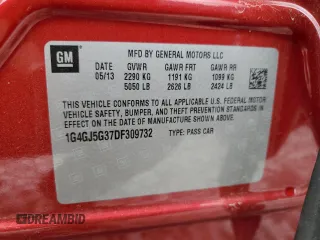 GM
MFD BY GENERAL MOTORS LLC
DATE GVWR GAWR FRT GAWR RR
05/13 2290 KG 1191 KG 1099 KG
5050 LB 2626 LB 2424 LB
THIS VEHICLE CONFORMS TO ALL APPLICABLE U.S. FEDERAL MOTOR
VEHICLE SAFETY, BUMPER, AND THEFT PREVENTION STANDARDS
IN EFFECT ON THE DATE OF MANUFACTURE SHOWN ABOVE.
1G4GJ5G37DF309732 TYPE: PASS CAR
DREAMBID